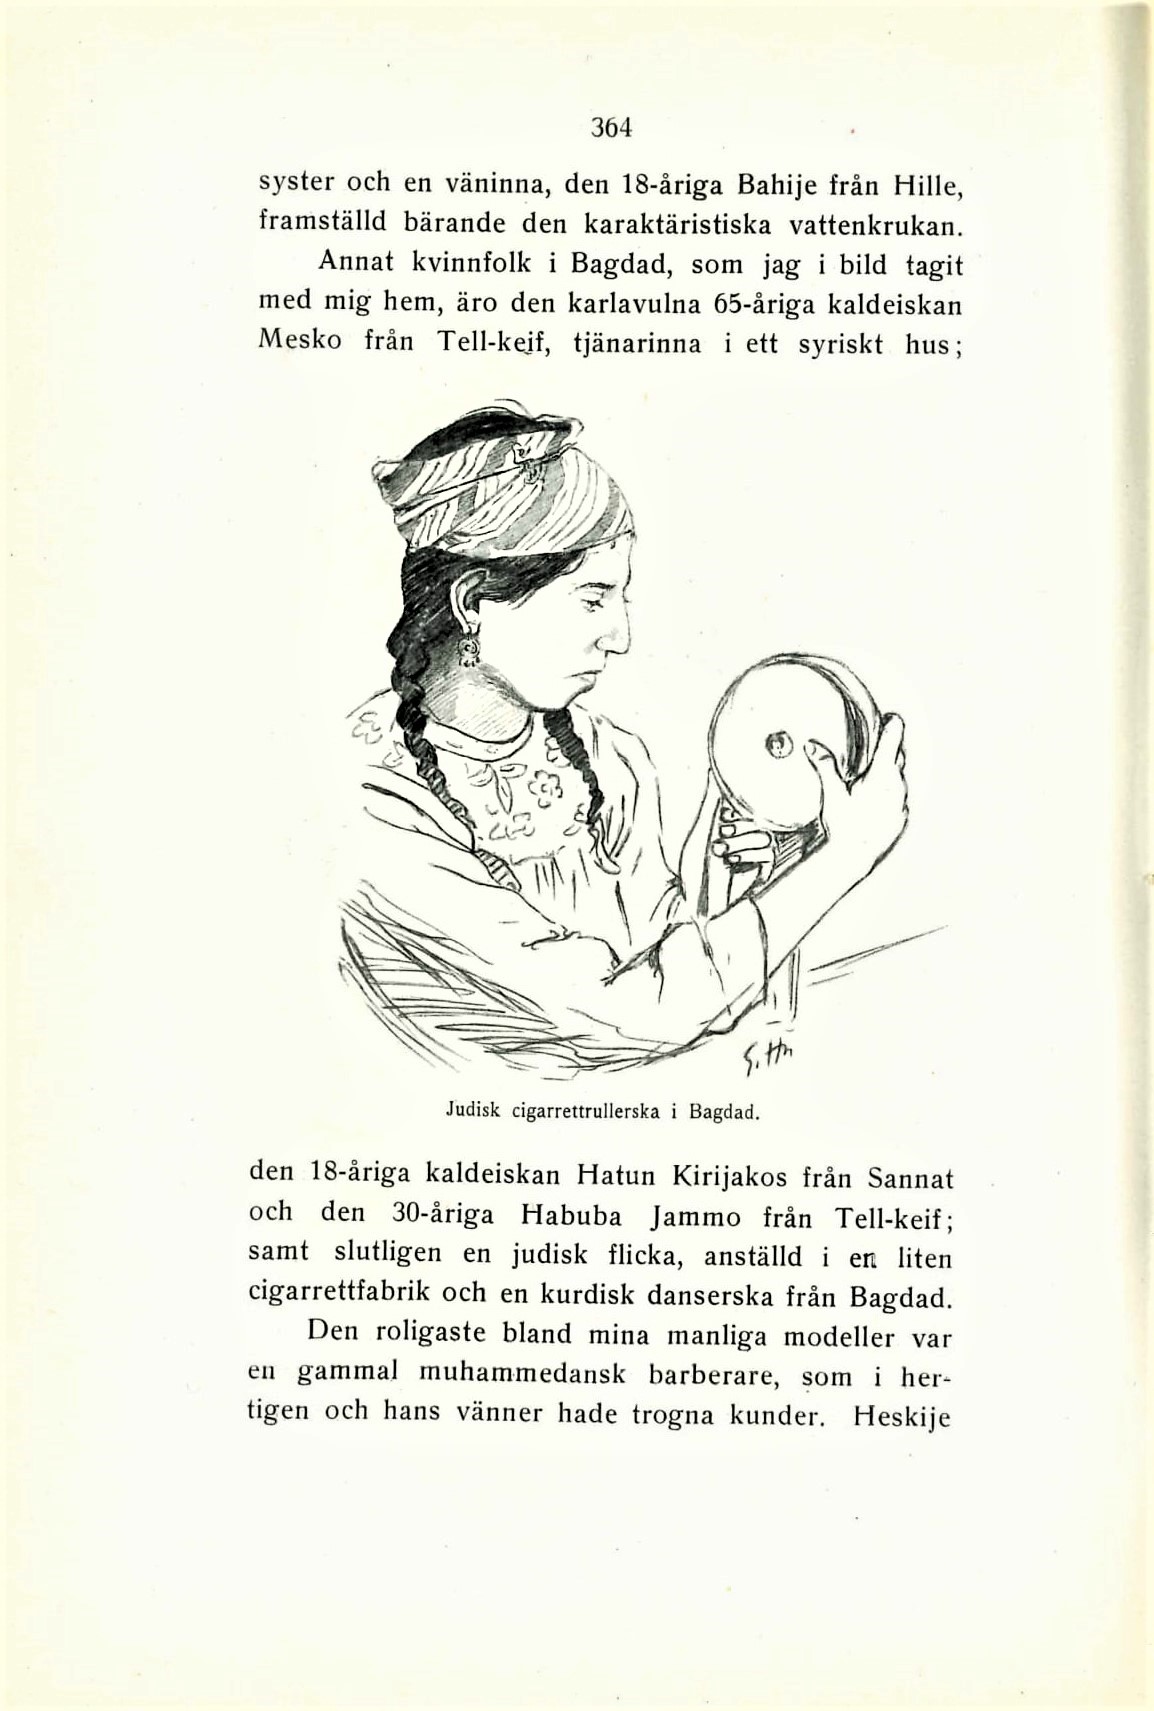 364
syster och en väninna, den 18-åriga Bahije från Hille,
framställd bärande den karaktäristiska vattenkrukan.
Annat kvinnfolk i Bagdad, som jag i bild tagit
med mig hem, äro den karlavulna 65-åriga kaldeiskan
Mesko från Tell-keif, tjänarinna i ett syriskt hus;
Judisk cigarrettrullerska i Bagdad.
den 18-åriga kaldeiskan Hatun Kirijakos från Sannat
och den 30-åriga Habuba Jammo från Tell-keif;
samt slutligen en judisk flicka, anställd i en liten
cigarrettfabrik och en kurdisk danserska från Bagdad.
Den roligaste bland mina manliga modeller var
en gammal muhammedansk barberare, som i her-
tigen och hans vänner hade trogna kunder. Heskije